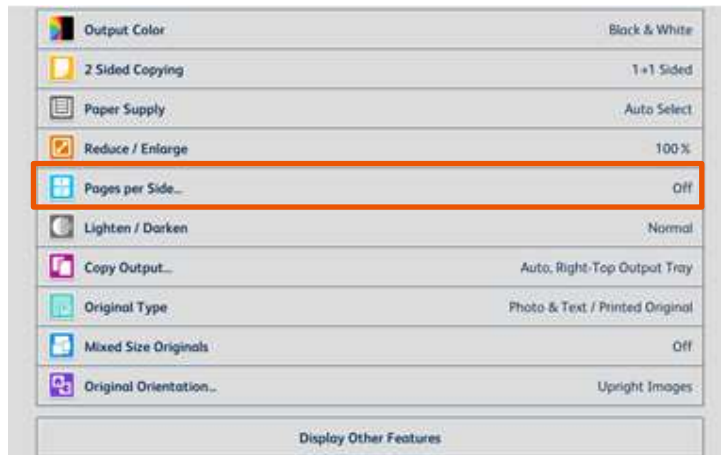 Output Color Black & White
2 Sided Copying 1→1 Sided
Paper Supply Auto Select
Reduce / Enlarge 100%
Pages per Side... Off
Lighten / Darken Normal
Copy Output... Auto, Right-Top Output Tray
Original Type Photo & Text / Printed Original
Mixed Size Originals Off
Original Orientation... Upright Images
Display Other Features